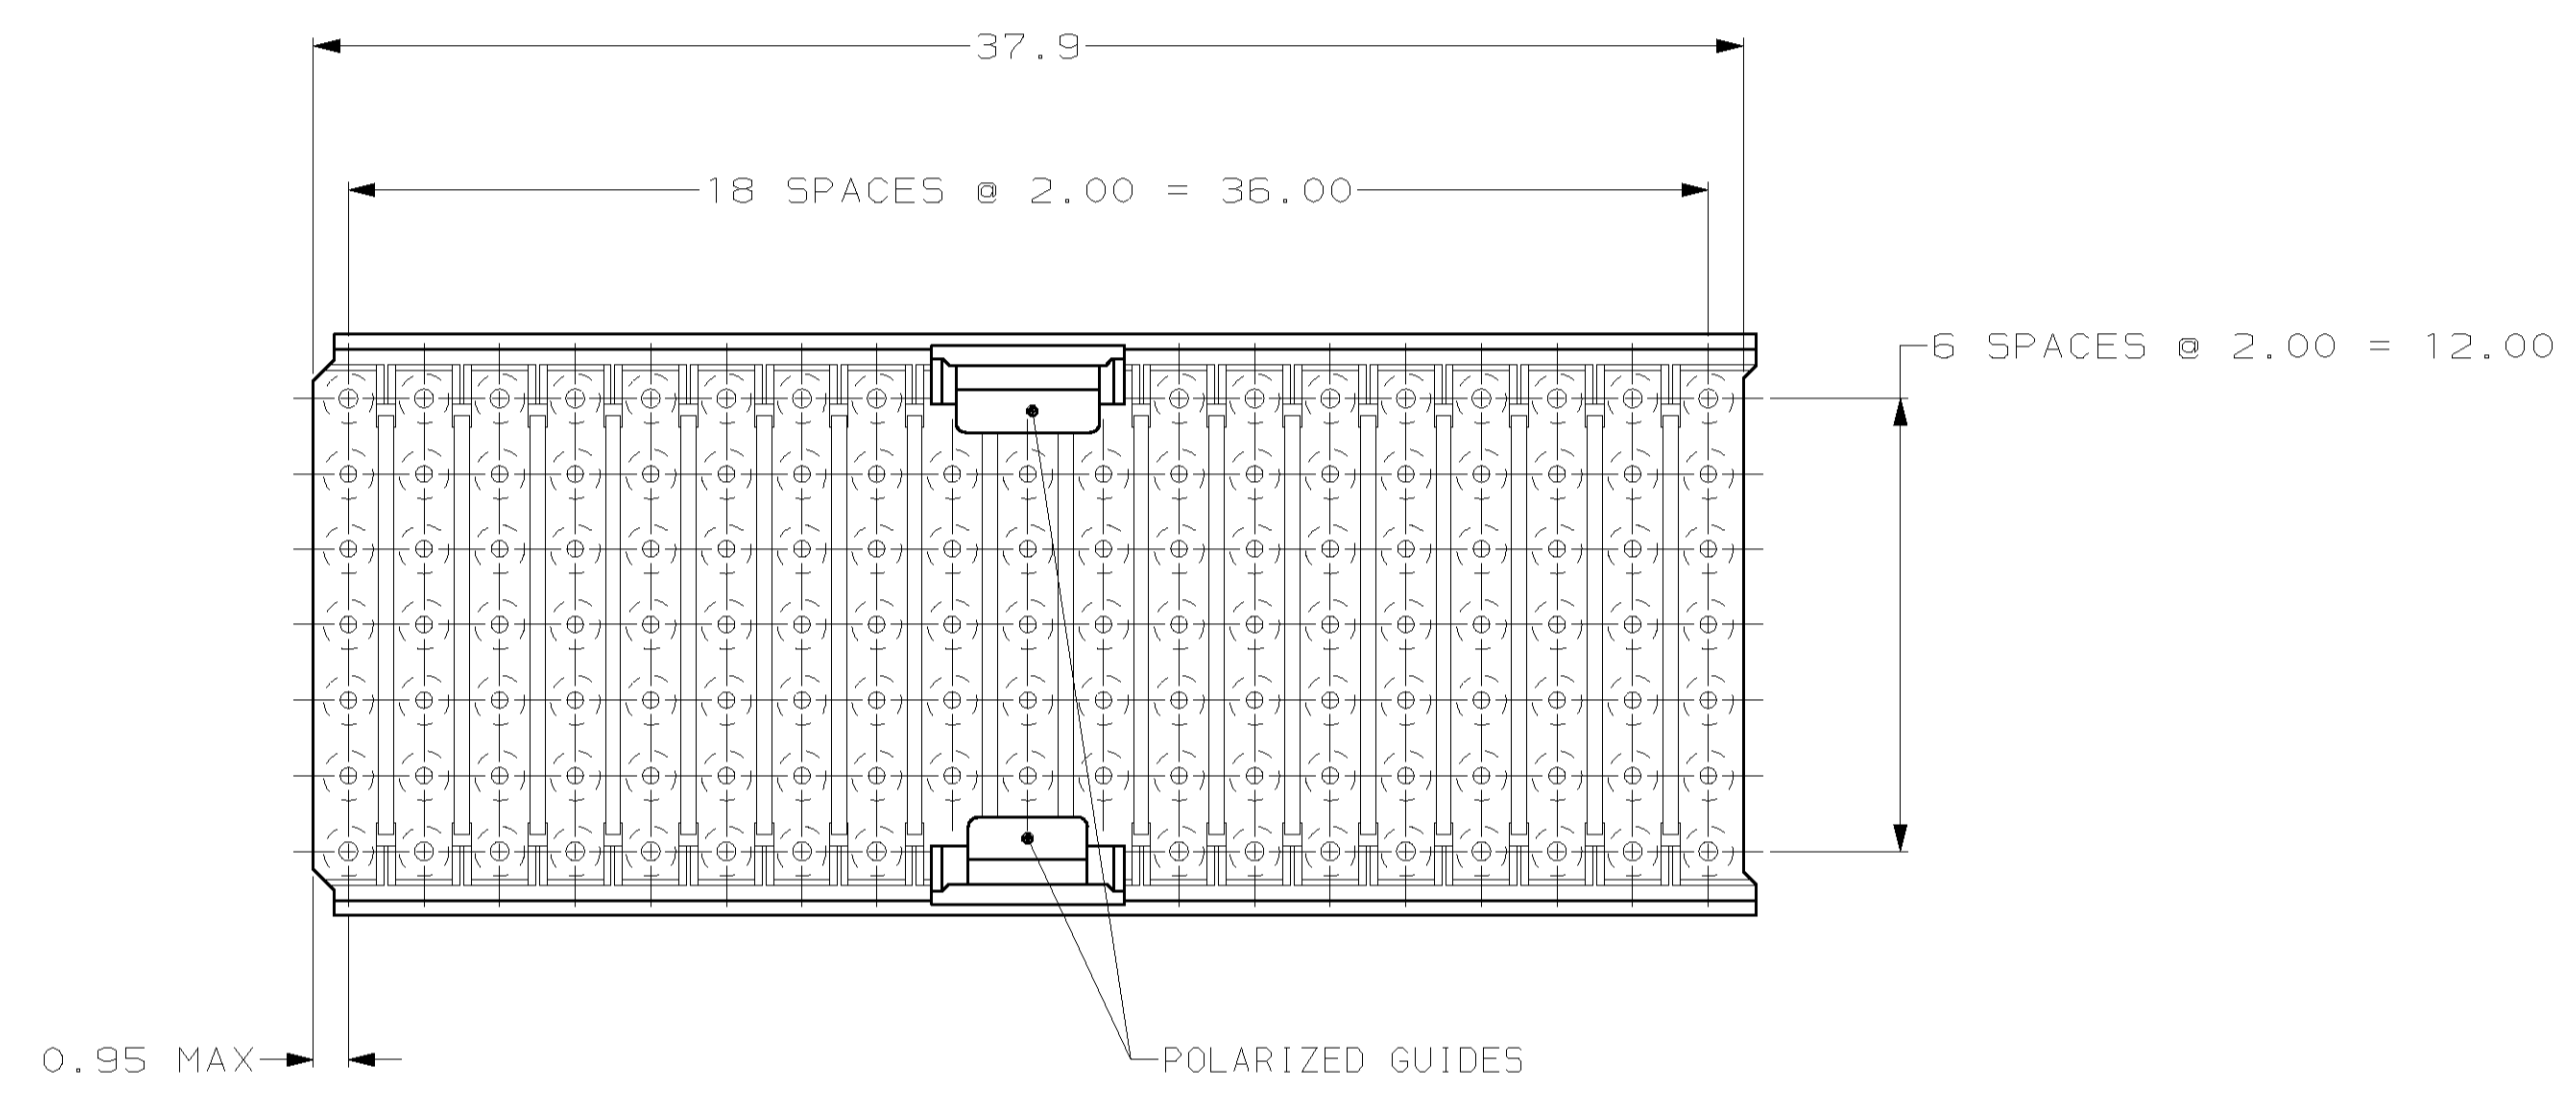 37.9
18 SPACES @ 2.00 = 36.00
6 SPACES @ 2.00 = 12.00
0.95 MAX
POLARIZED GUIDES